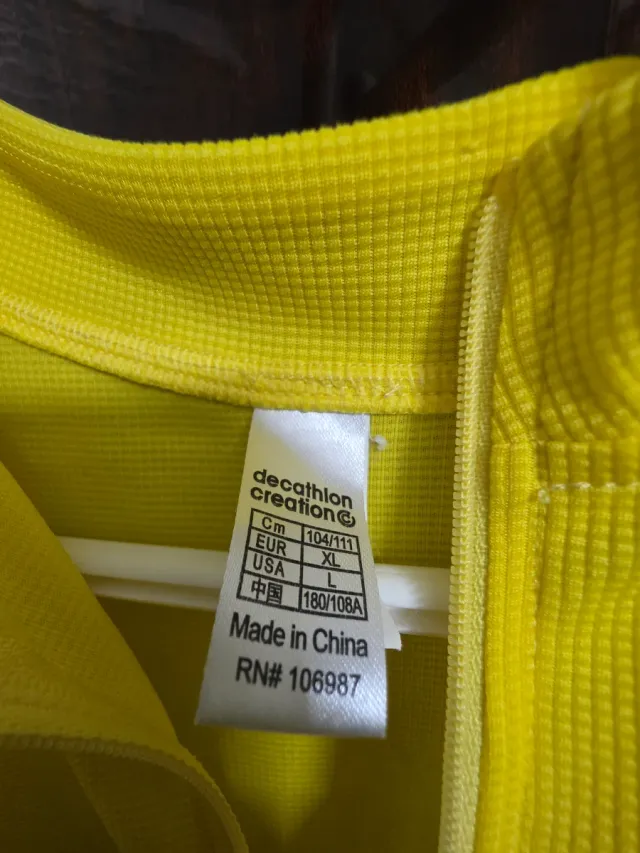 decathlon
creation
Cm 104/111
EUR XL
USA L
中国 180/108A
Made in China
RN# 106987